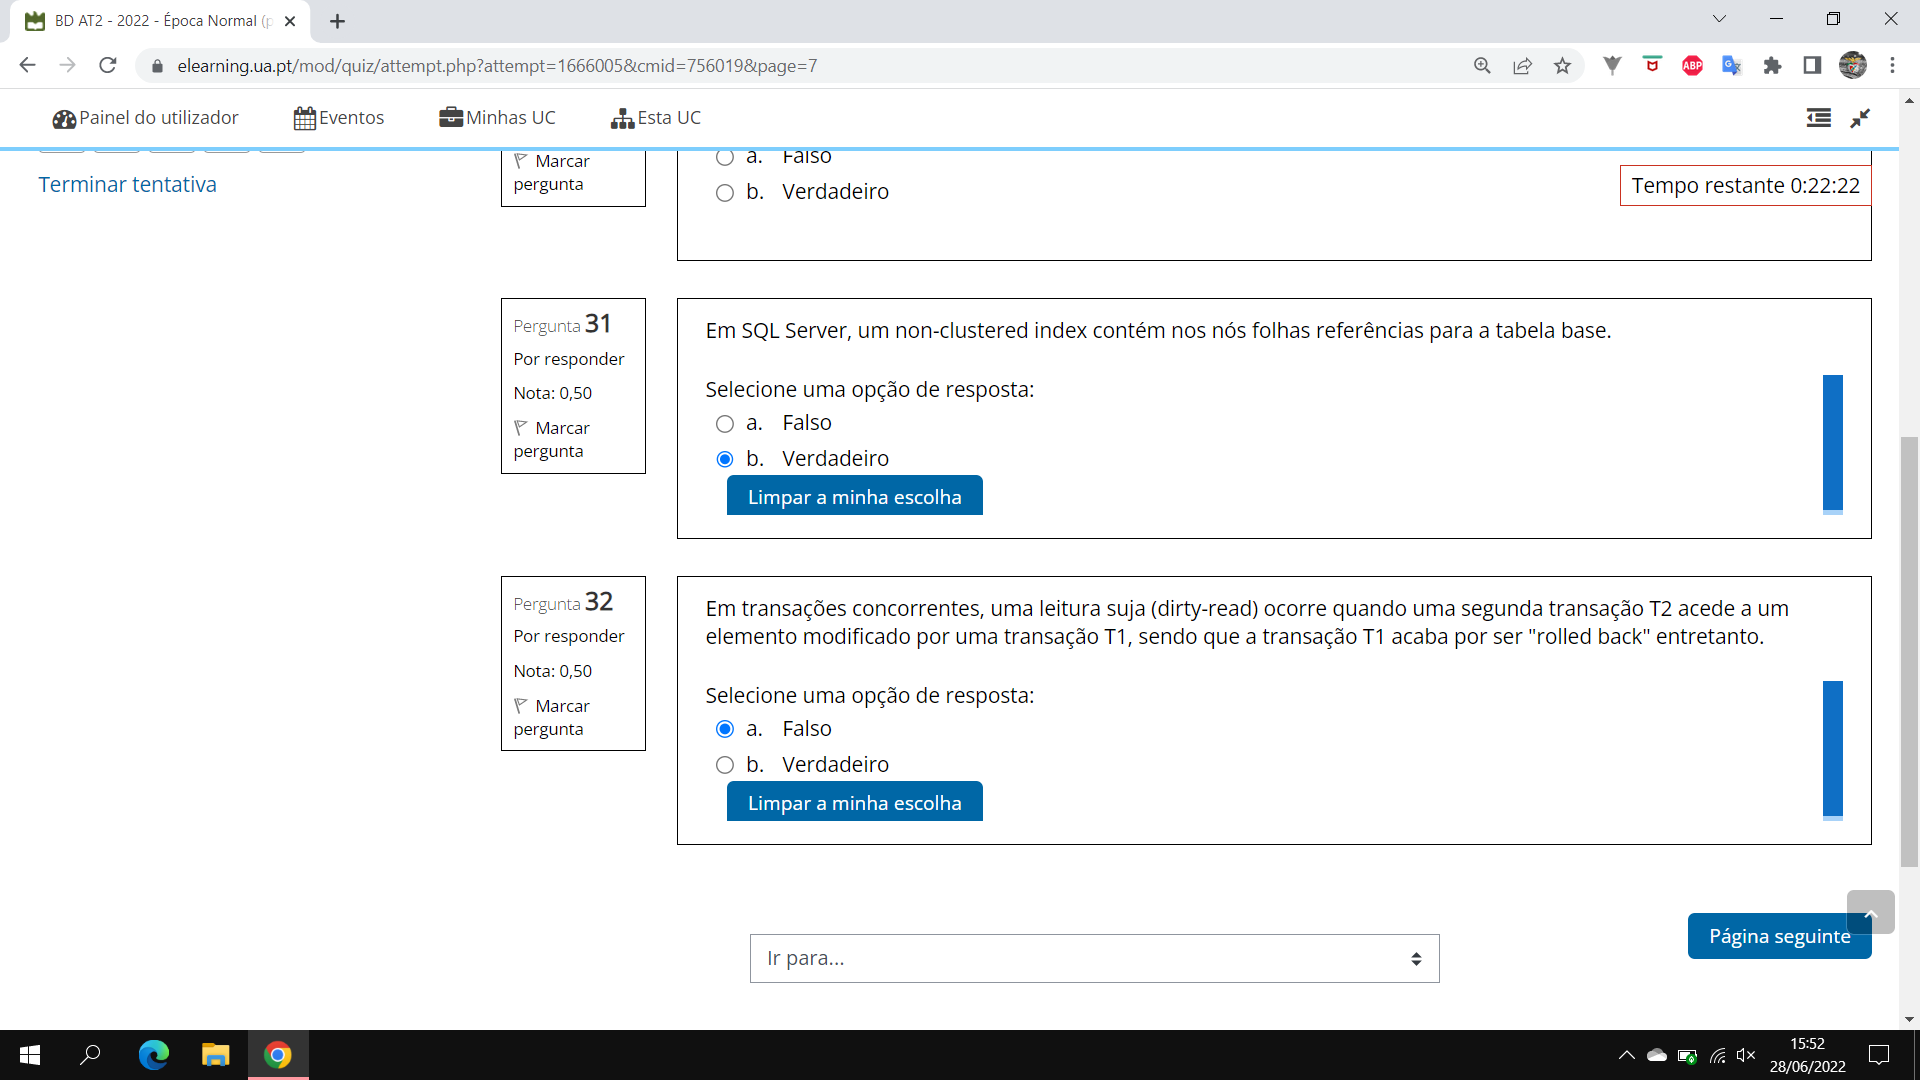 BD AT2 - 2022 - Época Normal (p
elearning.ua.pt/mod/quiz/attempt.php?attempt=1666005&cmid=756019&page=7
ABP
Painel do utilizador
Eventos
Minhas UC
Esta UC
Terminar tentativa
Marcar
pergunta
a. Falso
b. Verdadeiro
Tempo restante 0:22:22
Pergunta 31
Por responder
Nota: 0,50
Marcar
pergunta
Em SQL Server, um non-clustered index contém nos nós folhas referências para a tabela base.
Selecione uma opção de resposta:
a. Falso
b. Verdadeiro
Limpar a minha escolha
Pergunta 32
Por responder
Nota: 0,50
Marcar
pergunta
Em transações concorrentes, uma leitura suja (dirty-read) ocorre quando uma segunda transação T2 acede a um
elemento modificado por uma transação T1, sendo que a transação T1 acaba por ser "rolled back" entretanto.
Selecione uma opção de resposta:
a. Falso
b. Verdadeiro
Limpar a minha escolha
Ir para...
Página seguinte
15:52
28/06/2022